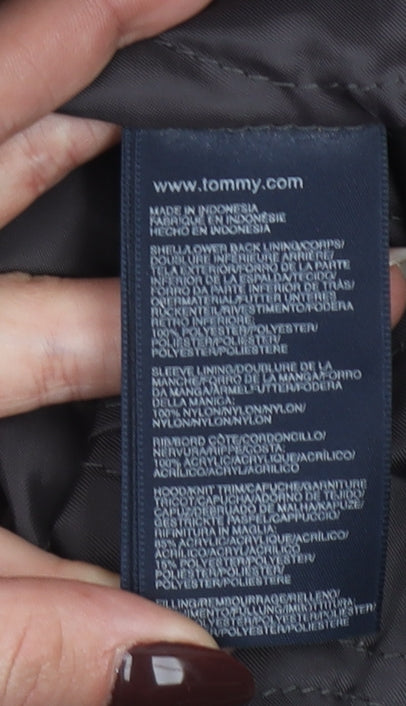 www.tommy.com
MADE IN INDONESIA
FABRIQUÉ EN INDONÉSIE
HECHO EN INDONESIA
SHELL/LOWER BACK LINING/CORPS/
DOUBLURE INFÉRIEURE ARRIÈRE/
TELA EXTERIOR/FORRO DE LA PARTE
INFERIOR DE LA ESPALDA/TECIDO/
FODRA PARTE INFERIOR DE TRÁS/
OBERMATERIAL/FUTTER UNTERES
RÜCKENTEIL/RIVESTIMENTO/FODERA
RETRO INFERIORE:
100% POLYESTER/POLYESTER/
POLIÉSTER/POLIÉSTER/
POLYESTER/POLIESTERE
SLEEVE LINING/DOUBLURE DE LA
MANCHE/FORRO DE LA MANGA/FORRO
DA MANGA/ÄRMELFUTTER/FODERA
DELLA MANICA:
100% NYLON/NYLON/NYLON/
NYLON/NYLON/NYLON
RIB/BORD CÔTE/CORDONCILLO/
NERVURA/RIPPE/COSTA:
100% ACRYLIC/ACRYLIQUE/ACRÍLICO/
ACRÍLICO/ACRYL/ACRILICO
HOOD/KNIT TRIM/CAPUCHE/GARNITURE
TRICOT/CAPUCHA/ADORNO DE TEJIDO/
CAPUZ/DEBRUADO DE MALHA/KAPUZE/
GESTRICKTE PASPEL/CAPPUCCIO/
RIFINITURA IN MAGLIA:
85% ACRYLIC/ACRYLIQUE/ACRÍLICO/
ACRÍLICO/ACRYL/ACRILICO
15% POLYESTER/POLYESTER/
POLIÉSTER/POLIÉSTER/
POLYESTER/POLIESTERE
FILLING/REMBOURRAGE/RELLENO/
FÜLLUNG/IMBOTTITURA:
POLYESTER/
POLIESTERE